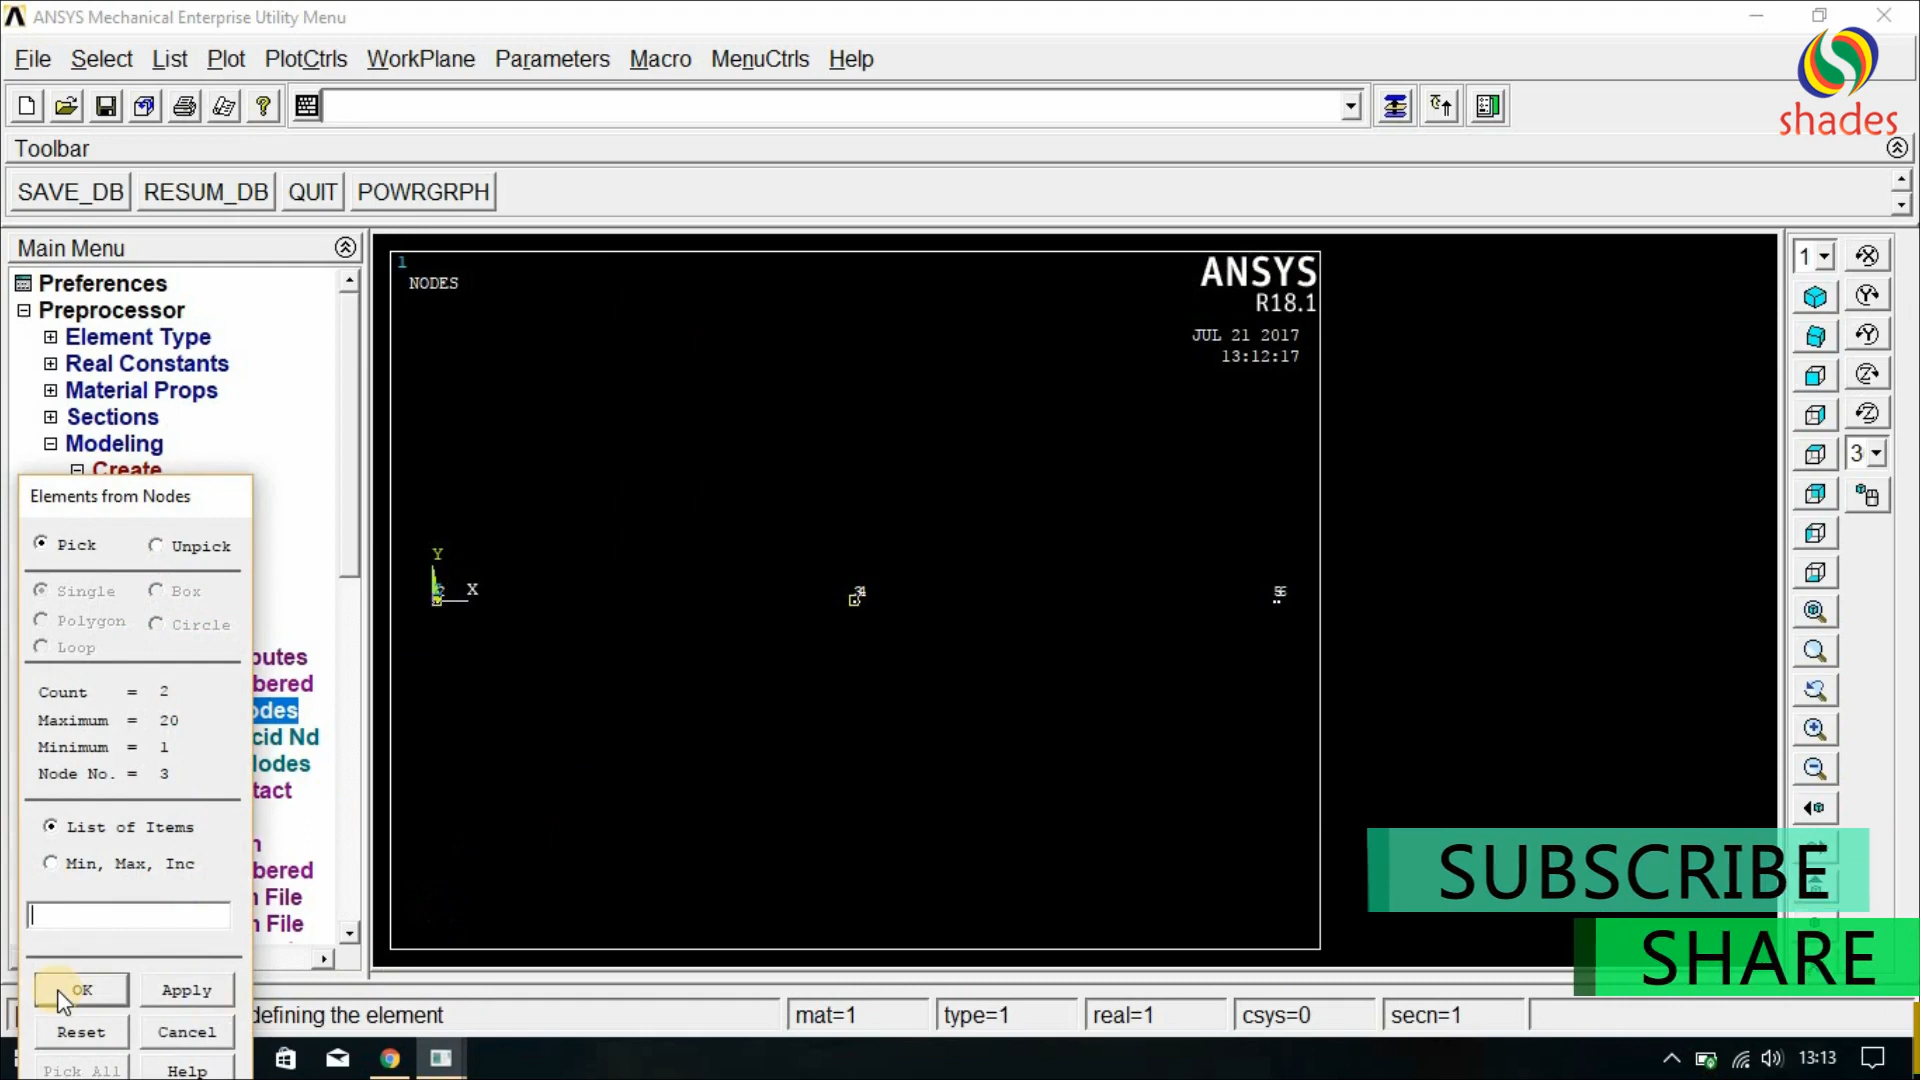 ANSYS Mechanical Enterprise Utility Menu
File Select List Plot PlotCtrls WorkPlane Parameters Macro MenuCtrls Help
shades
Toolbar
SAVE_DB RESUM_DB QUIT POWRGRPH
Main Menu
Preferences
Preprocessor
Element Type
Real Constants
Material Props
Sections
Modeling
Create
Elements from Nodes
Pick Unpick
Single Box
Polygon Circle
Loop
Count = 2
Maximum = 20
Minimum = 1
Node No. = 3
List of Items
Min, Max, Inc
OK Apply
Reset Cancel
Pick All Help
butes
bered
odes
cid Nd
lodes
tact
n
bered
n File
n File
1
NODES
ANSYS
R18.1
JUL 21 2017
13:12:17
Y
X
1
3
SUBSCRIBE
SHARE
defining the element
mat=1 type=1 real=1 csys=0 secn=1
13:13